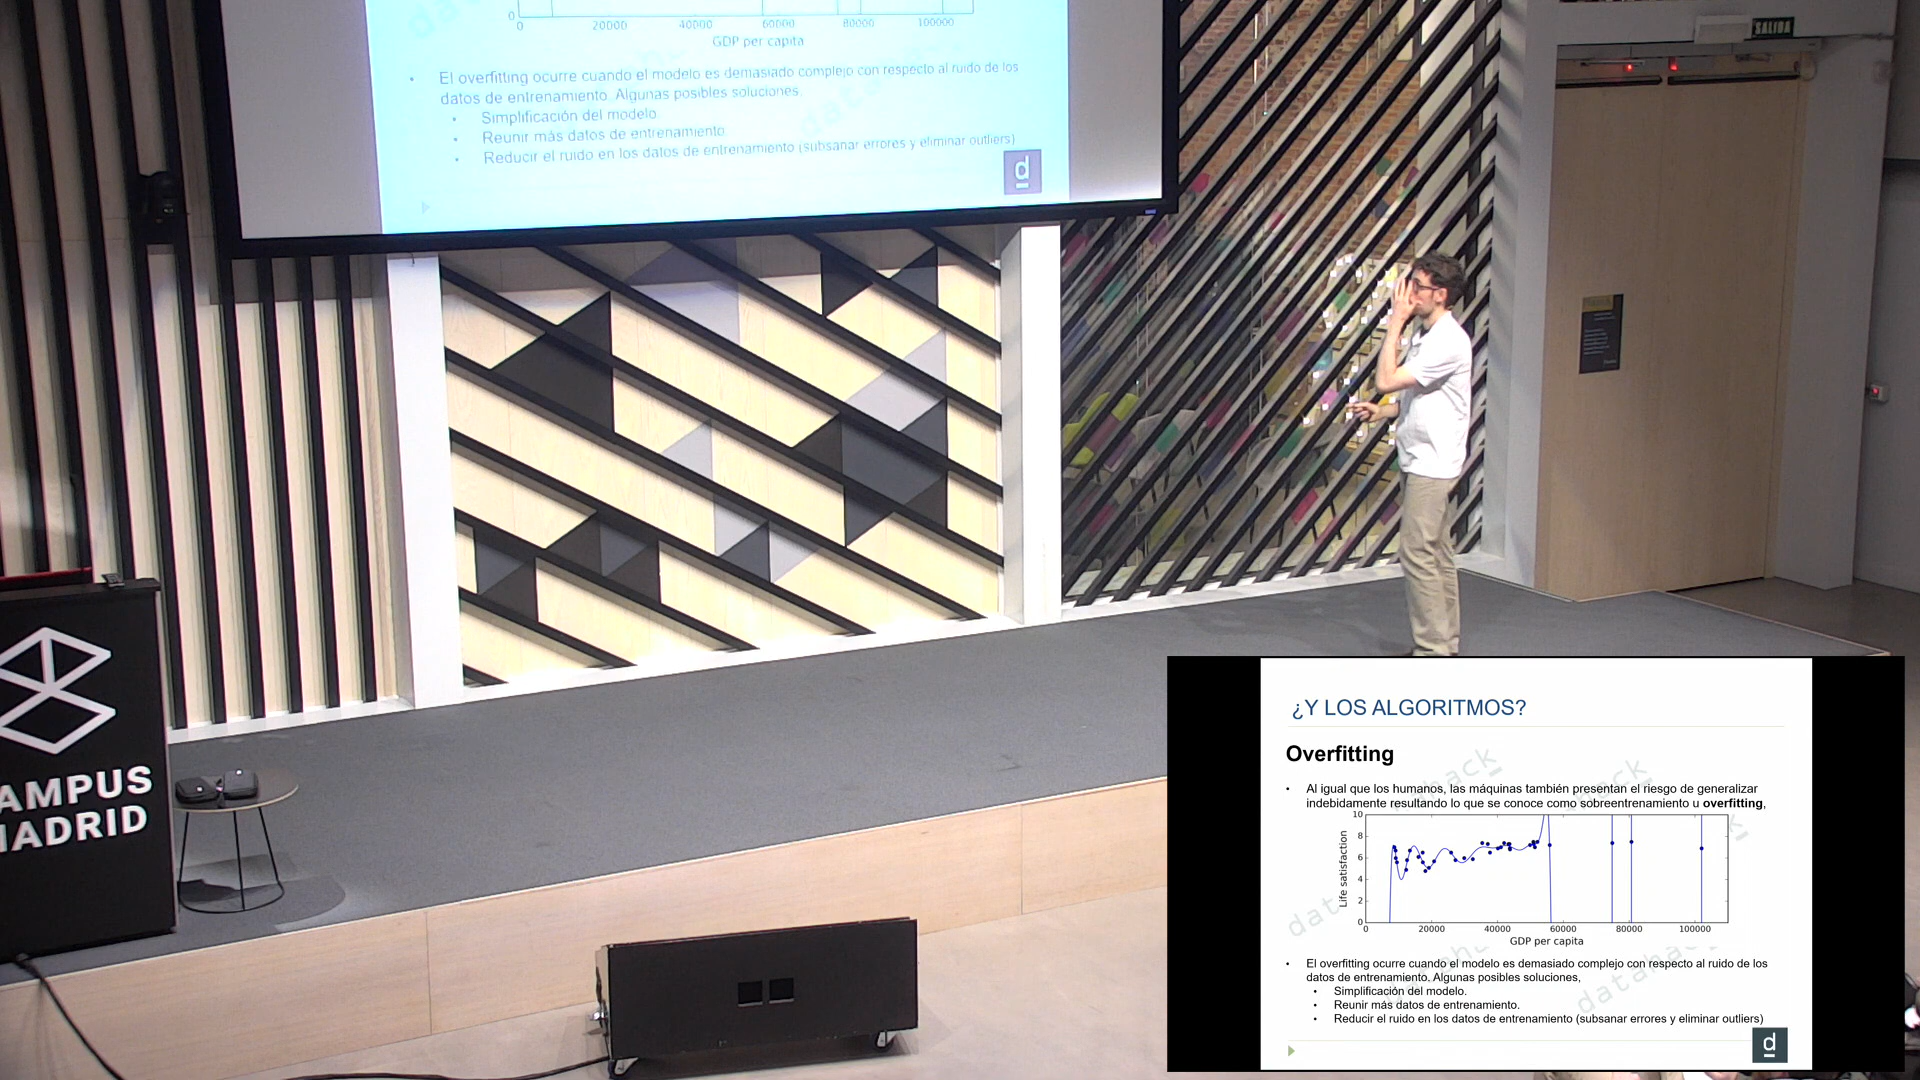 0
0 20000 40000 60000 80000 100000
GDP per capita
El overfitting ocurre cuando el modelo es demasiado complejo con respecto al ruido de los
datos de entrenamiento. Algunas posibles soluciones,
Simplificación del modelo.
Reunir más datos de entrenamiento.
Reducir el ruido en los datos de entrenamiento (subsanar errores y eliminar outliers)
d
SALIDA
AMPUS
MADRID
¿Y LOS ALGORITMOS?
Overfitting
• Al igual que los humanos, las máquinas también presentan el riesgo de generalizar
indebidamente resultando lo que se conoce como sobreentrenamiento u overfitting,
10
8
6
4
2
0
Life satisfaction
0 20000 40000 60000 80000 100000
GDP per capita
• El overfitting ocurre cuando el modelo es demasiado complejo con respecto al ruido de los
datos de entrenamiento. Algunas posibles soluciones,
• Simplificación del modelo.
• Reunir más datos de entrenamiento.
• Reducir el ruido en los datos de entrenamiento (subsanar errores y eliminar outliers)
d